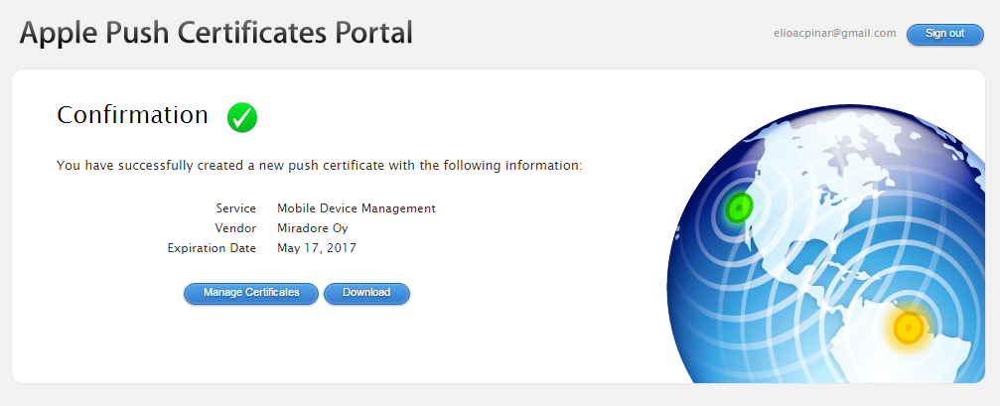 Apple Push Certificates Portal
elioacpinar@gmail.com
Sign out
Confirmation
You have successfully created a new push certificate with the following information:
Service Mobile Device Management
Vendor Miradore Oy
Expiration Date May 17, 2017
Manage Certificates
Download